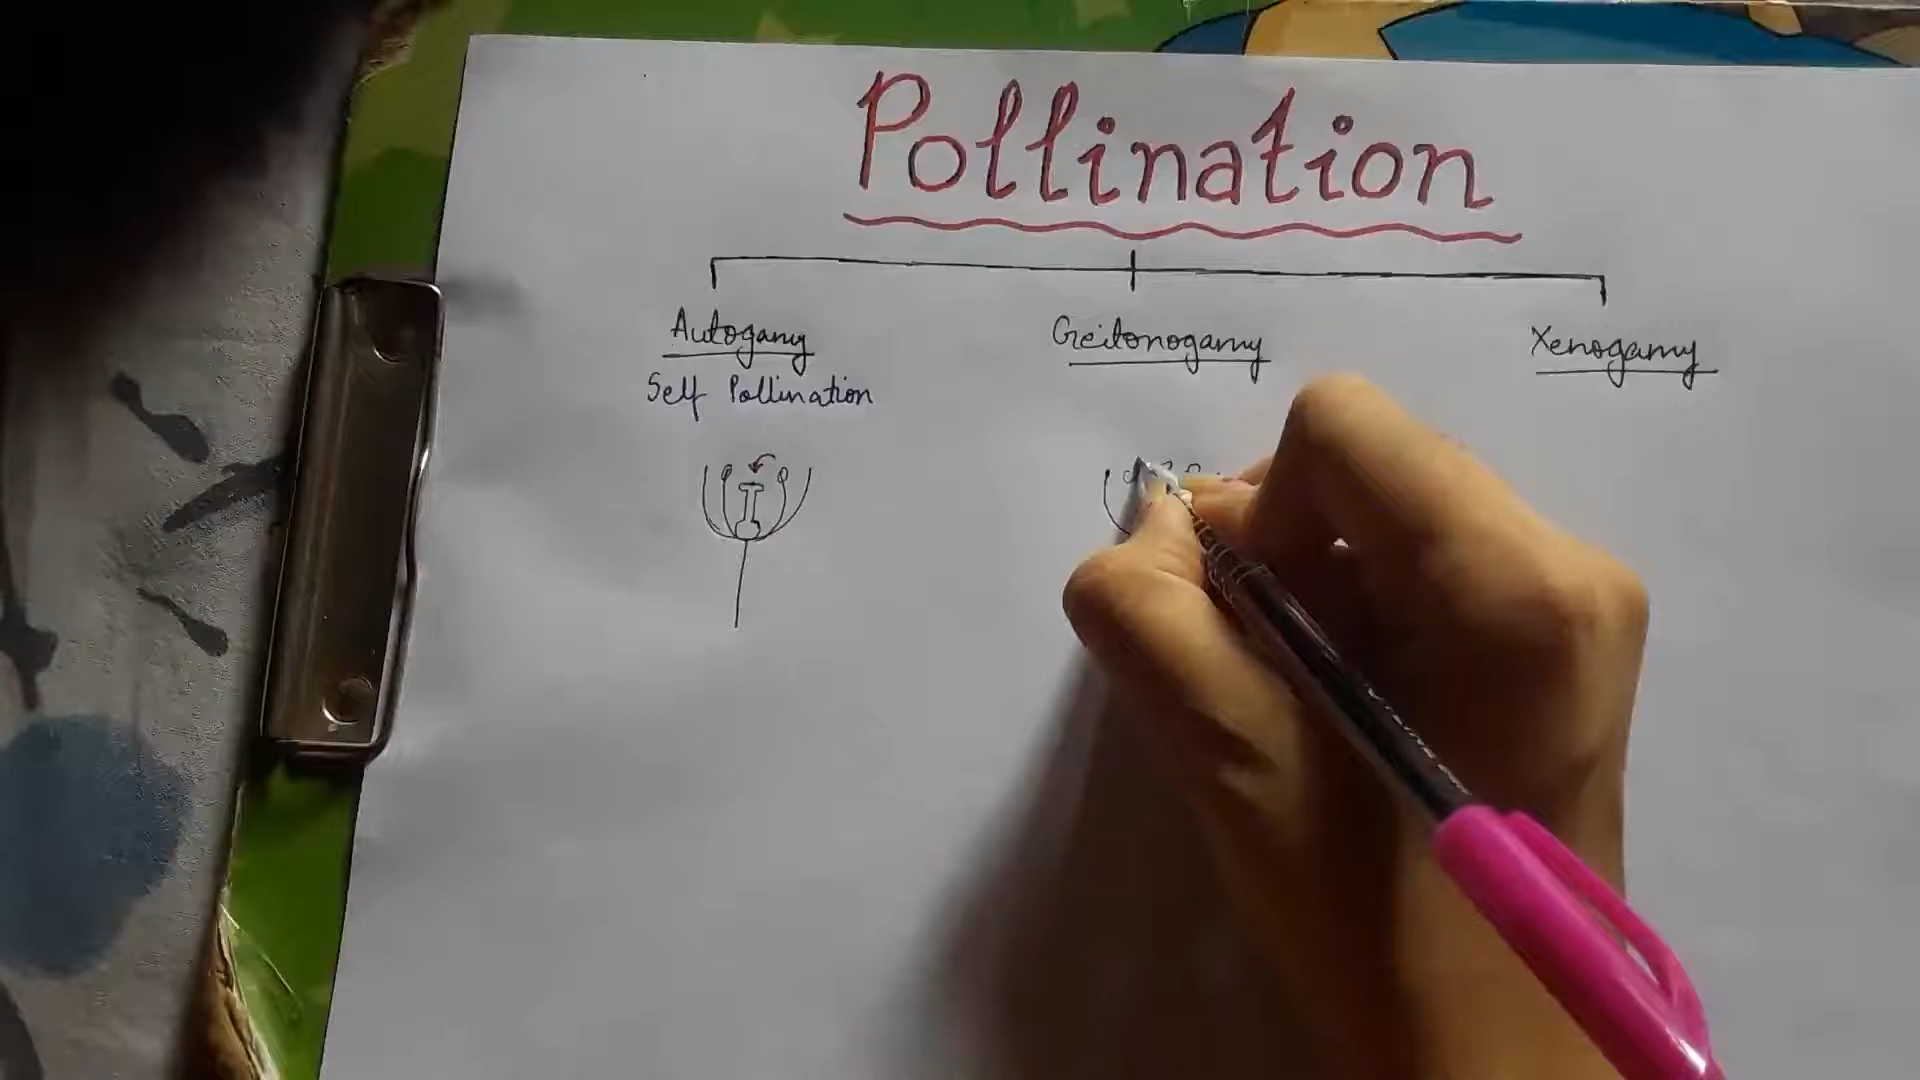 Pollination
Autogamy
Geitonogamy
Xenogamy
Self Pollination